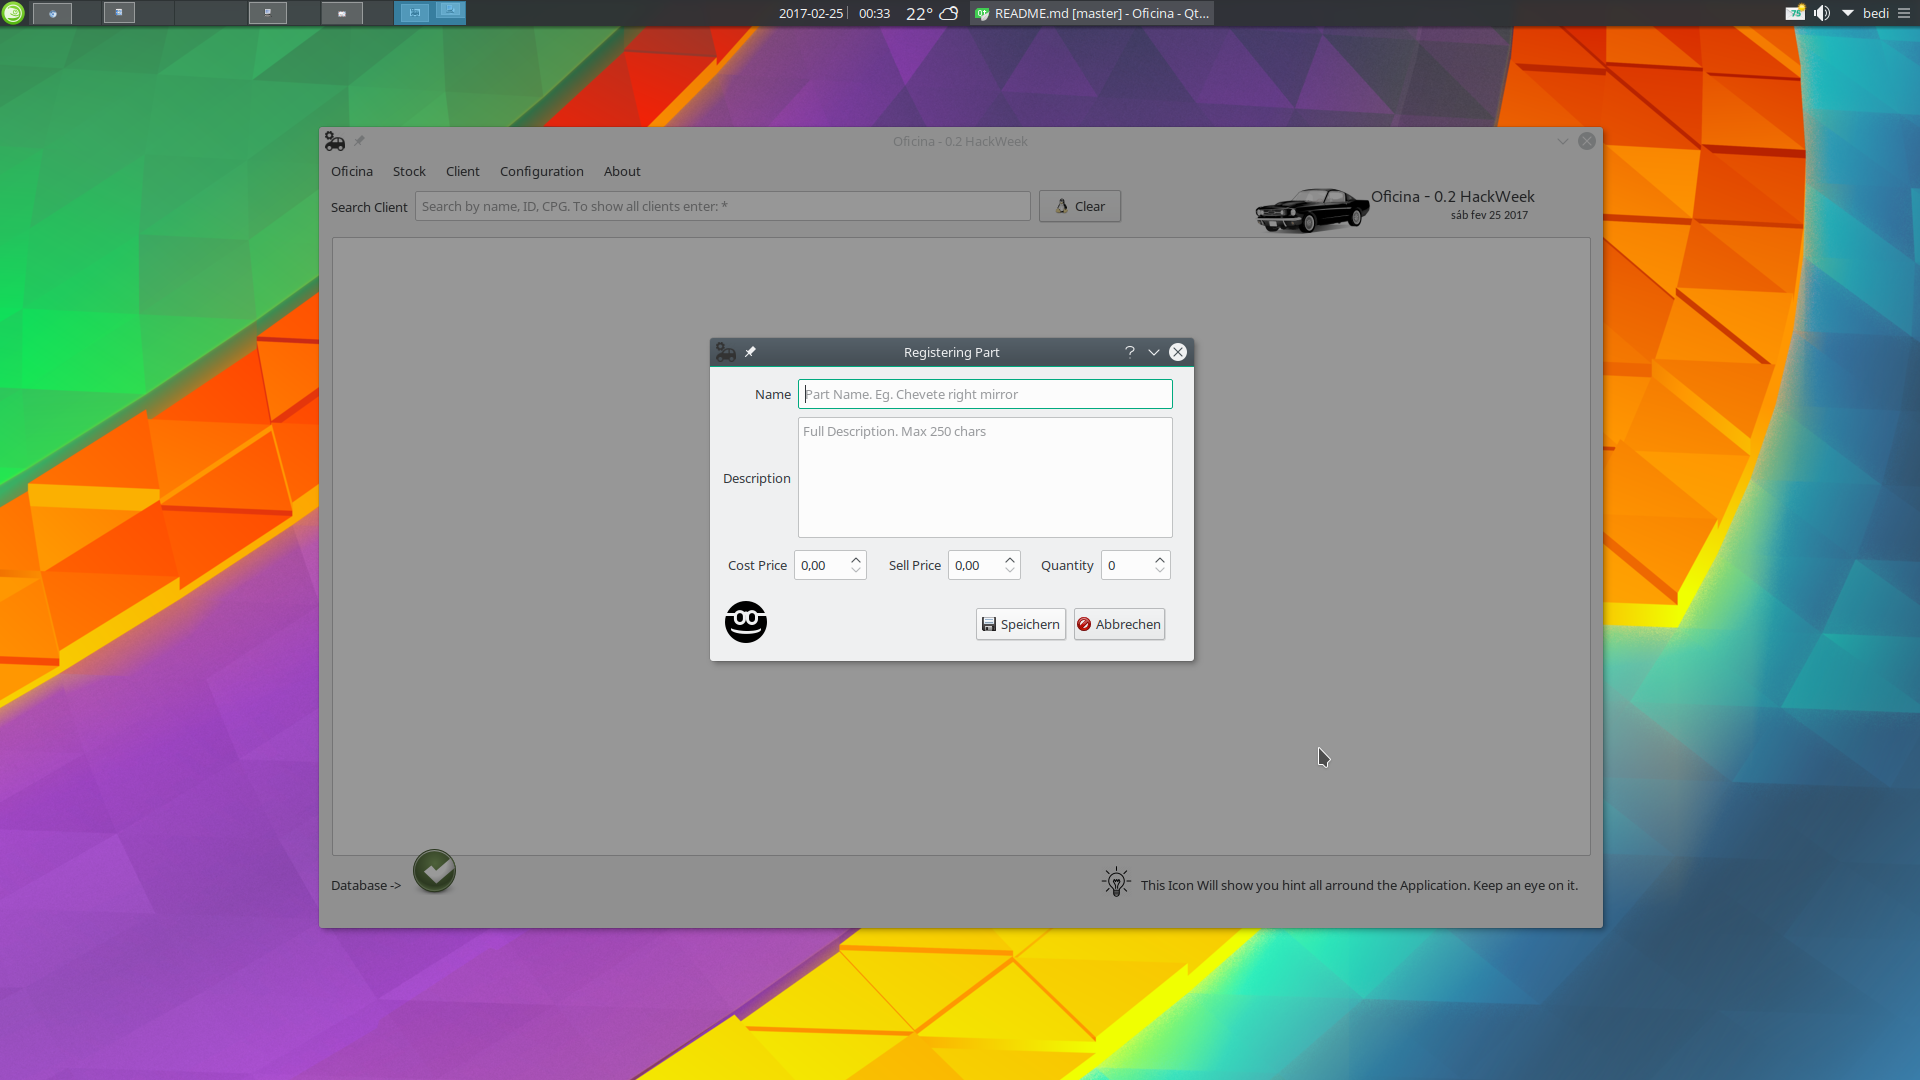 2017-02-25
00:33
22°
README.md [master] - Oficina - Qt...
75
bedi
Oficina - 0.2 HackWeek
Oficina Stock Client Configuration About
Search Client
Search by name, ID, CPG. To show all clients enter: *
Clear
Oficina - 0.2 HackWeek
sáb fev 25 2017
Registering Part
?
Name
Part Name. Eg. Chevete right mirror
Description
Full Description. Max 250 chars
Cost Price 0,00 Sell Price 0,00 Quantity 0
Speichern Abbrechen
Database ->
This Icon Will show you hint all arround the Application. Keep an eye on it.